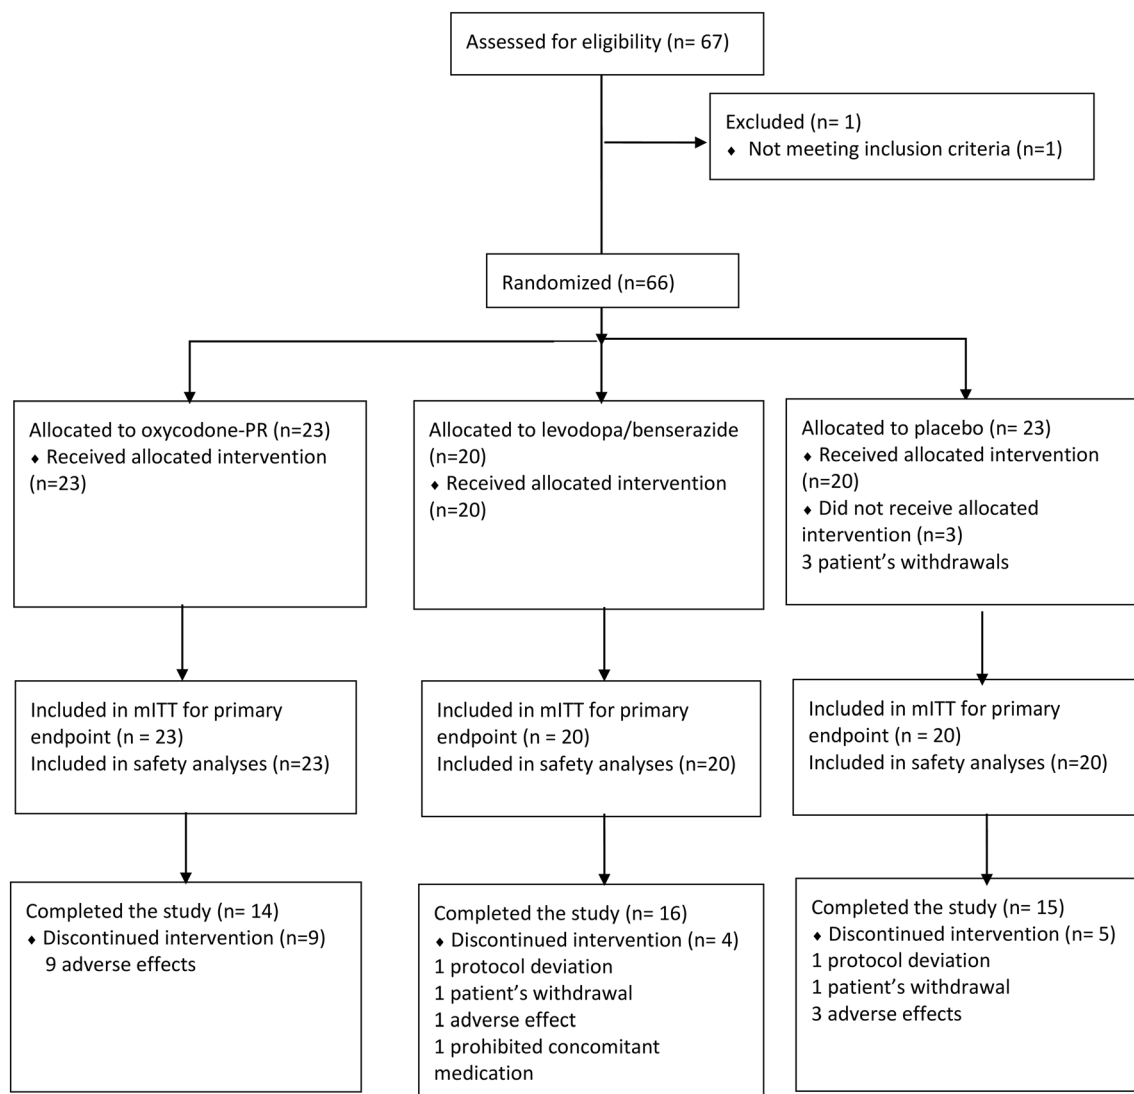 Assessed for eligibility (n= 67)
Excluded (n= 1)
♦ Not meeting inclusion criteria (n=1)
Randomized (n=66)
Allocated to oxycodone-PR (n=23)
♦ Received allocated intervention
(n=23)
Allocated to levodopa/benserazide
(n=20)
♦ Received allocated intervention
(n=20)
Allocated to placebo (n= 23)
♦ Received allocated intervention
(n=20)
♦ Did not receive allocated
intervention (n=3)
3 patient’s withdrawals
Included in mITT for primary
endpoint (n = 23)
Included in safety analyses (n=23)
Included in mITT for primary
endpoint (n = 20)
Included in safety analyses (n=20)
Included in mITT for primary
endpoint (n = 20)
Included in safety analyses (n=20)
Completed the study (n= 14)
♦ Discontinued intervention (n=9)
9 adverse effects
Completed the study (n= 16)
♦ Discontinued intervention (n= 4)
1 protocol deviation
1 patient’s withdrawal
1 adverse effect
1 prohibited concomitant
medication
Completed the study (n= 15)
♦ Discontinued intervention (n= 5)
1 protocol deviation
1 patient’s withdrawal
3 adverse effects